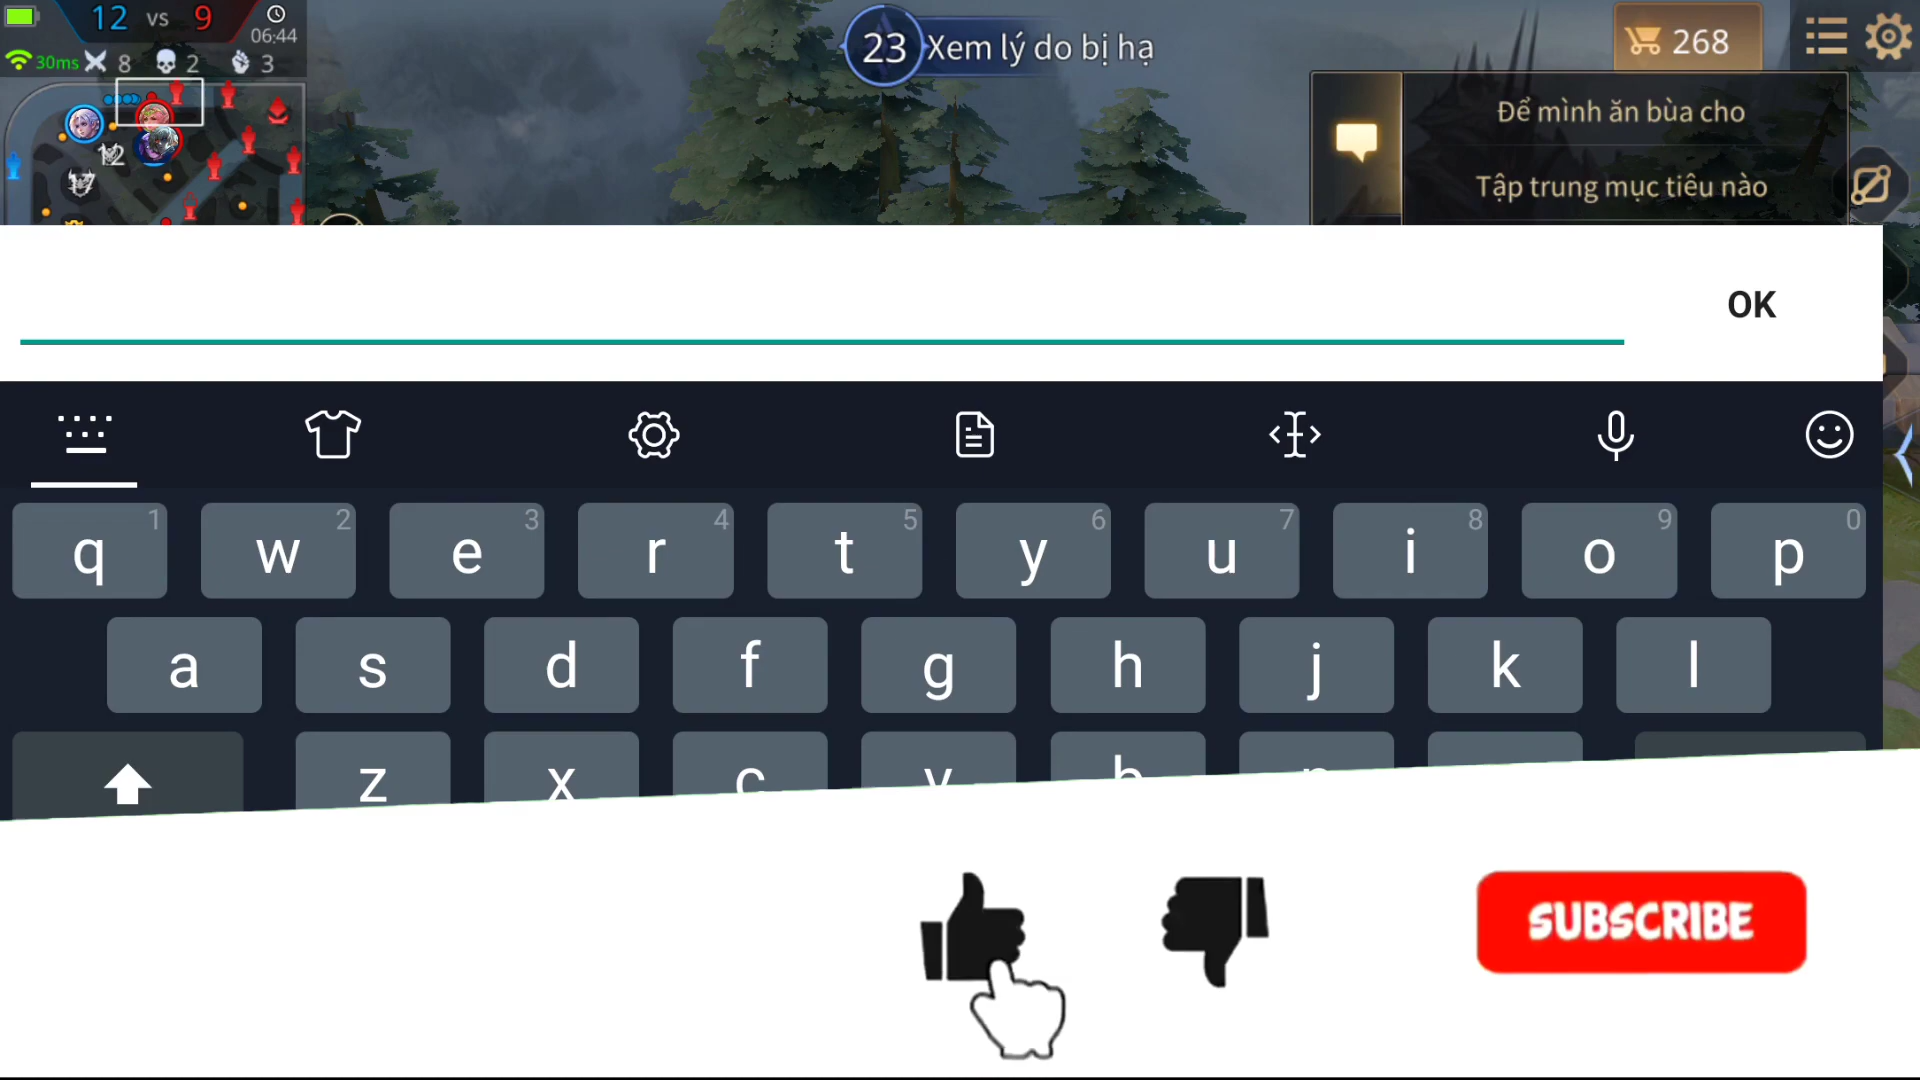 12 vs 9
06:44
30ms 8 2 3
23 Xem lý do bị hạ
268
12
17
Để mình ăn bùa cho
Tập trung mục tiêu nào
OK
1 2 3 4 5 6 7 8 9 0
q w e r t y u i o p
a s d f g h j k l
z x c v b n
SUBSCRIBE